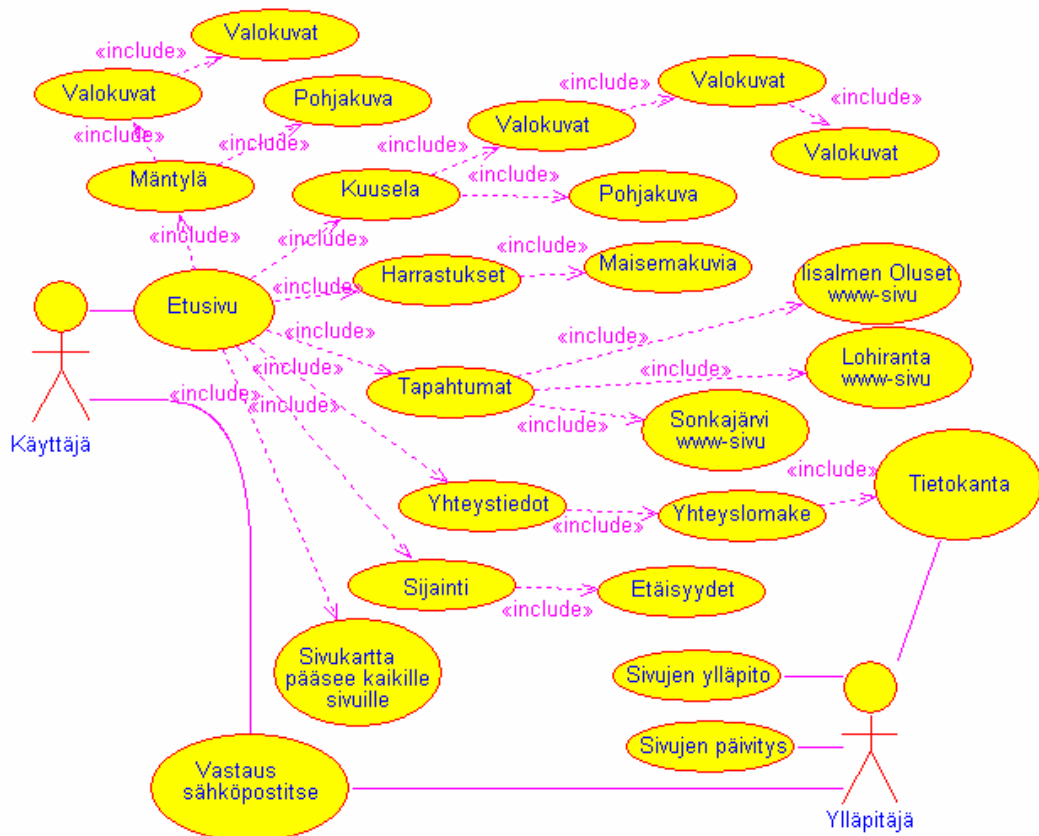 Valokuvat
«include»
Valokuvat
«include»
Pohjakuva
«include»
Mäntylä
«include»
Valokuvat
«include»
Valokuvat
«include»
Valokuvat
«include»
Kuusela
«include»
Pohjakuva
«include»
«include»
Harrastukset
«include»
Maisemakuvia
«include»
Etusivu
Iisalmen Oluset
www-sivu
«include»
«include»
Tapahtumat
«include»
Lohiranta
www-sivu
«include»
Sonkajärvi
www-sivu
«include»
«include»
«include»
Käyttäjä
Yhteystiedot
«include»
Yhteyslomake
«include»
Tietokanta
Sijainti
«include»
Etäisyydet
Sivukartta
pääsee kaikille
sivuille
Sivujen ylläpito
Sivujen päivitys
Vastaus
sähköpostitse
Ylläpitäjä